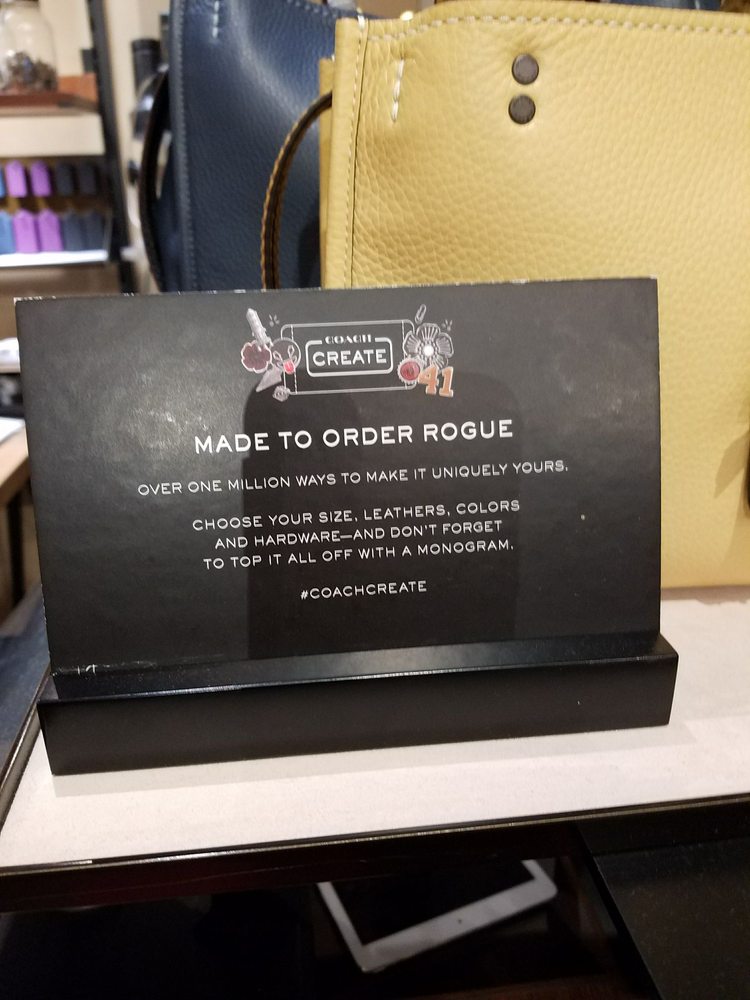 COACH
CREATE
41
MADE TO ORDER ROGUE
OVER ONE MILLION WAYS TO MAKE IT UNIQUELY YOURS.
CHOOSE YOUR SIZE, LEATHERS, COLORS
AND HARDWARE—AND DON'T FORGET
TO TOP IT ALL OFF WITH A MONOGRAM.
#COACHCREATE